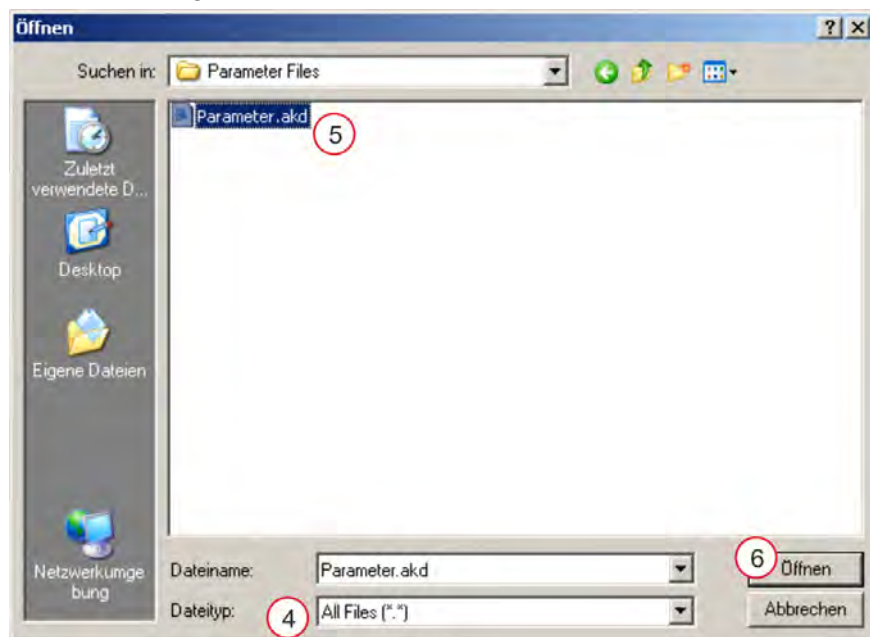 Öffnen
Suchen in: Parameter Files
Parameter.akd
5
Zuletzt
verwendete D...
Desktop
Eigene Dateien
Netzwerkumge
bung
Dateiname: Parameter.akd
6 Öffnen
Dateityp: 4 All Files (*.*)
Abbrechen